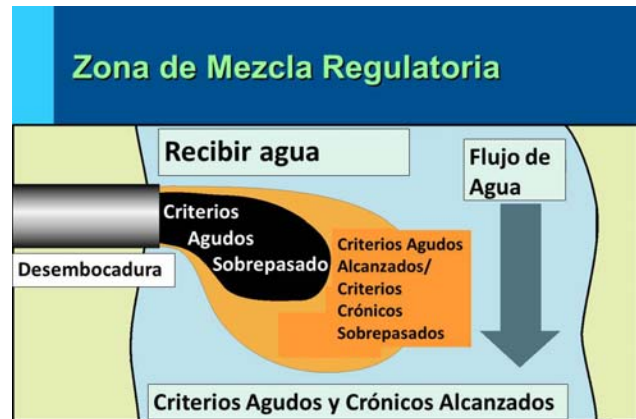 Zona de Mezcla Regulatoria
Recibir agua
Flujo de
Agua
Criterios
Agudos
Sobrepasado
Desembocadura
Criterios Agudos
Alcanzados/
Criterios
Crónicos
Sobrepasados
Criterios Agudos y Crónicos Alcanzados